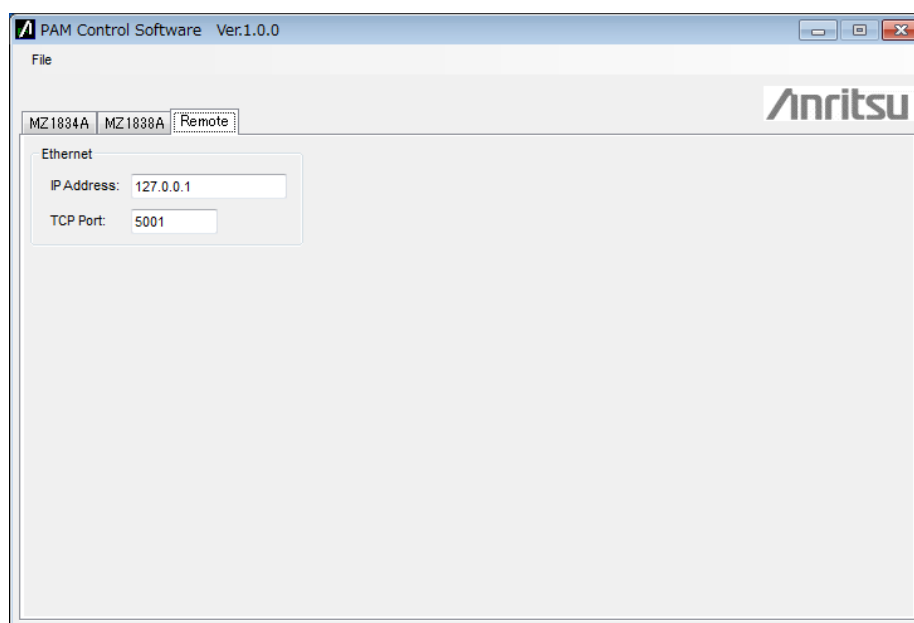 PAM Control Software Ver.1.0.0
File
Anritsu
MZ1834A MZ1838A Remote
Ethernet
IP Address: 127.0.0.1
TCP Port: 5001